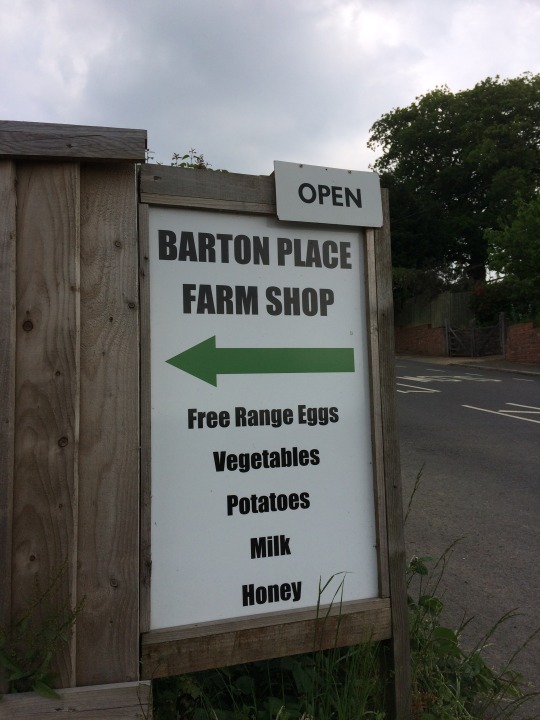 OPEN
BARTON PLACE
FARM SHOP
Free Range Eggs
Vegetables
Potatoes
Milk
Honey